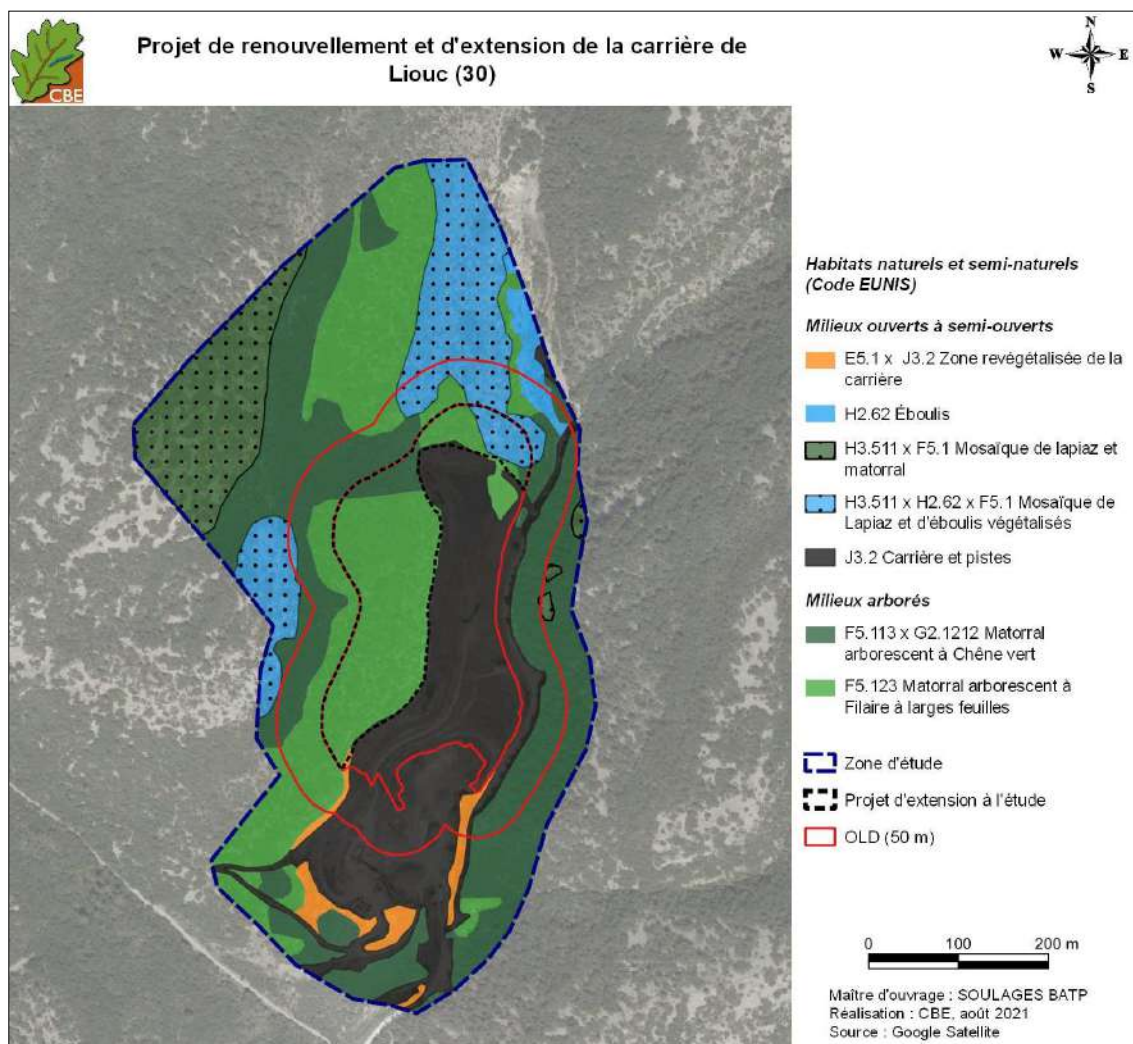 CBE
Projet de renouvellement et d'extension de la carrière de
Liouc (30)
N
W
E
S
Habitats naturels et semi-naturels
(Code EUNIS)
Milieux ouverts à semi-ouverts
E5.1 x J3.2 Zone revégétalisée de la
carrière
H2.62 Éboulis
H3.511 x F5.1 Mosaïque de lapiaz et
matorral
H3.511 x H2.62 x F5.1 Mosaïque de
Lapiaz et d'éboulis végétalisés
J3.2 Carrière et pistes
Milieux arborés
F5.113 x G2.1212 Matorral
arborescent à Chêne vert
F5.123 Matorral arborescent à
Filaire à larges feuilles
Zone d'étude
Projet d'extension à l'étude
OLD (50 m)
0 100 200 m
Maître d'ouvrage : SOULAGES BATP
Réalisation : CBE, août 2021
Source : Google Satellite